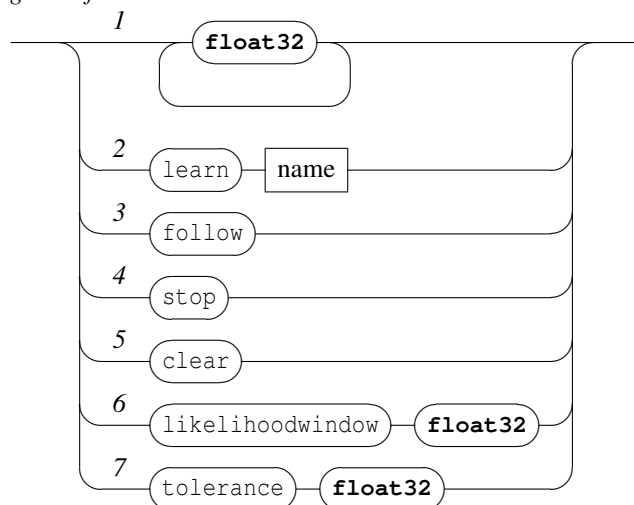 1 float32
2 learn name
3 follow
4 stop
5 clear
6 likelihoodwindow float32
7 tolerance float32